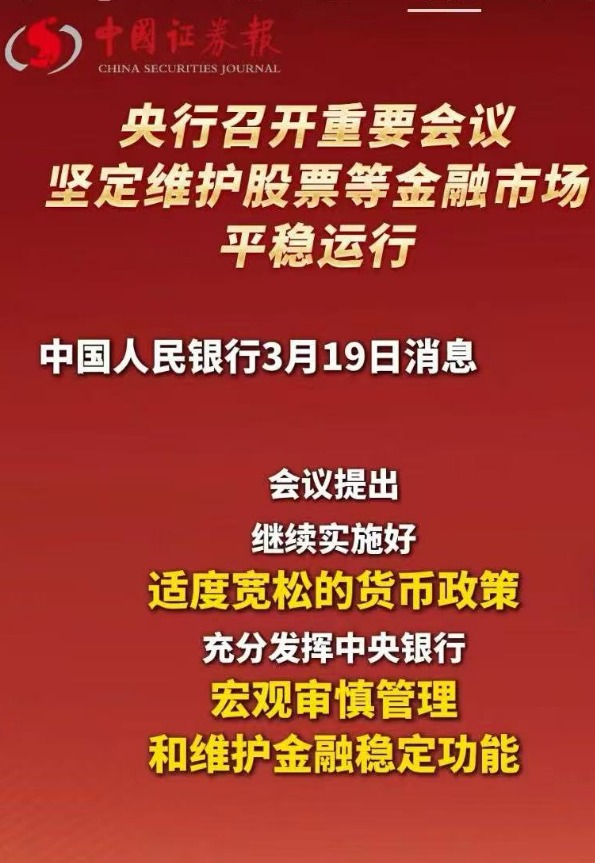 中國证券報
CHINA SECURITIES JOURNAL
央行召开重要会议
坚定维护股票等金融市场
平稳运行
中国人民银行3月19日消息
会议提出
继续实施好
适度宽松的货币政策
充分发挥中央银行
宏观审慎管理
和维护金融稳定功能